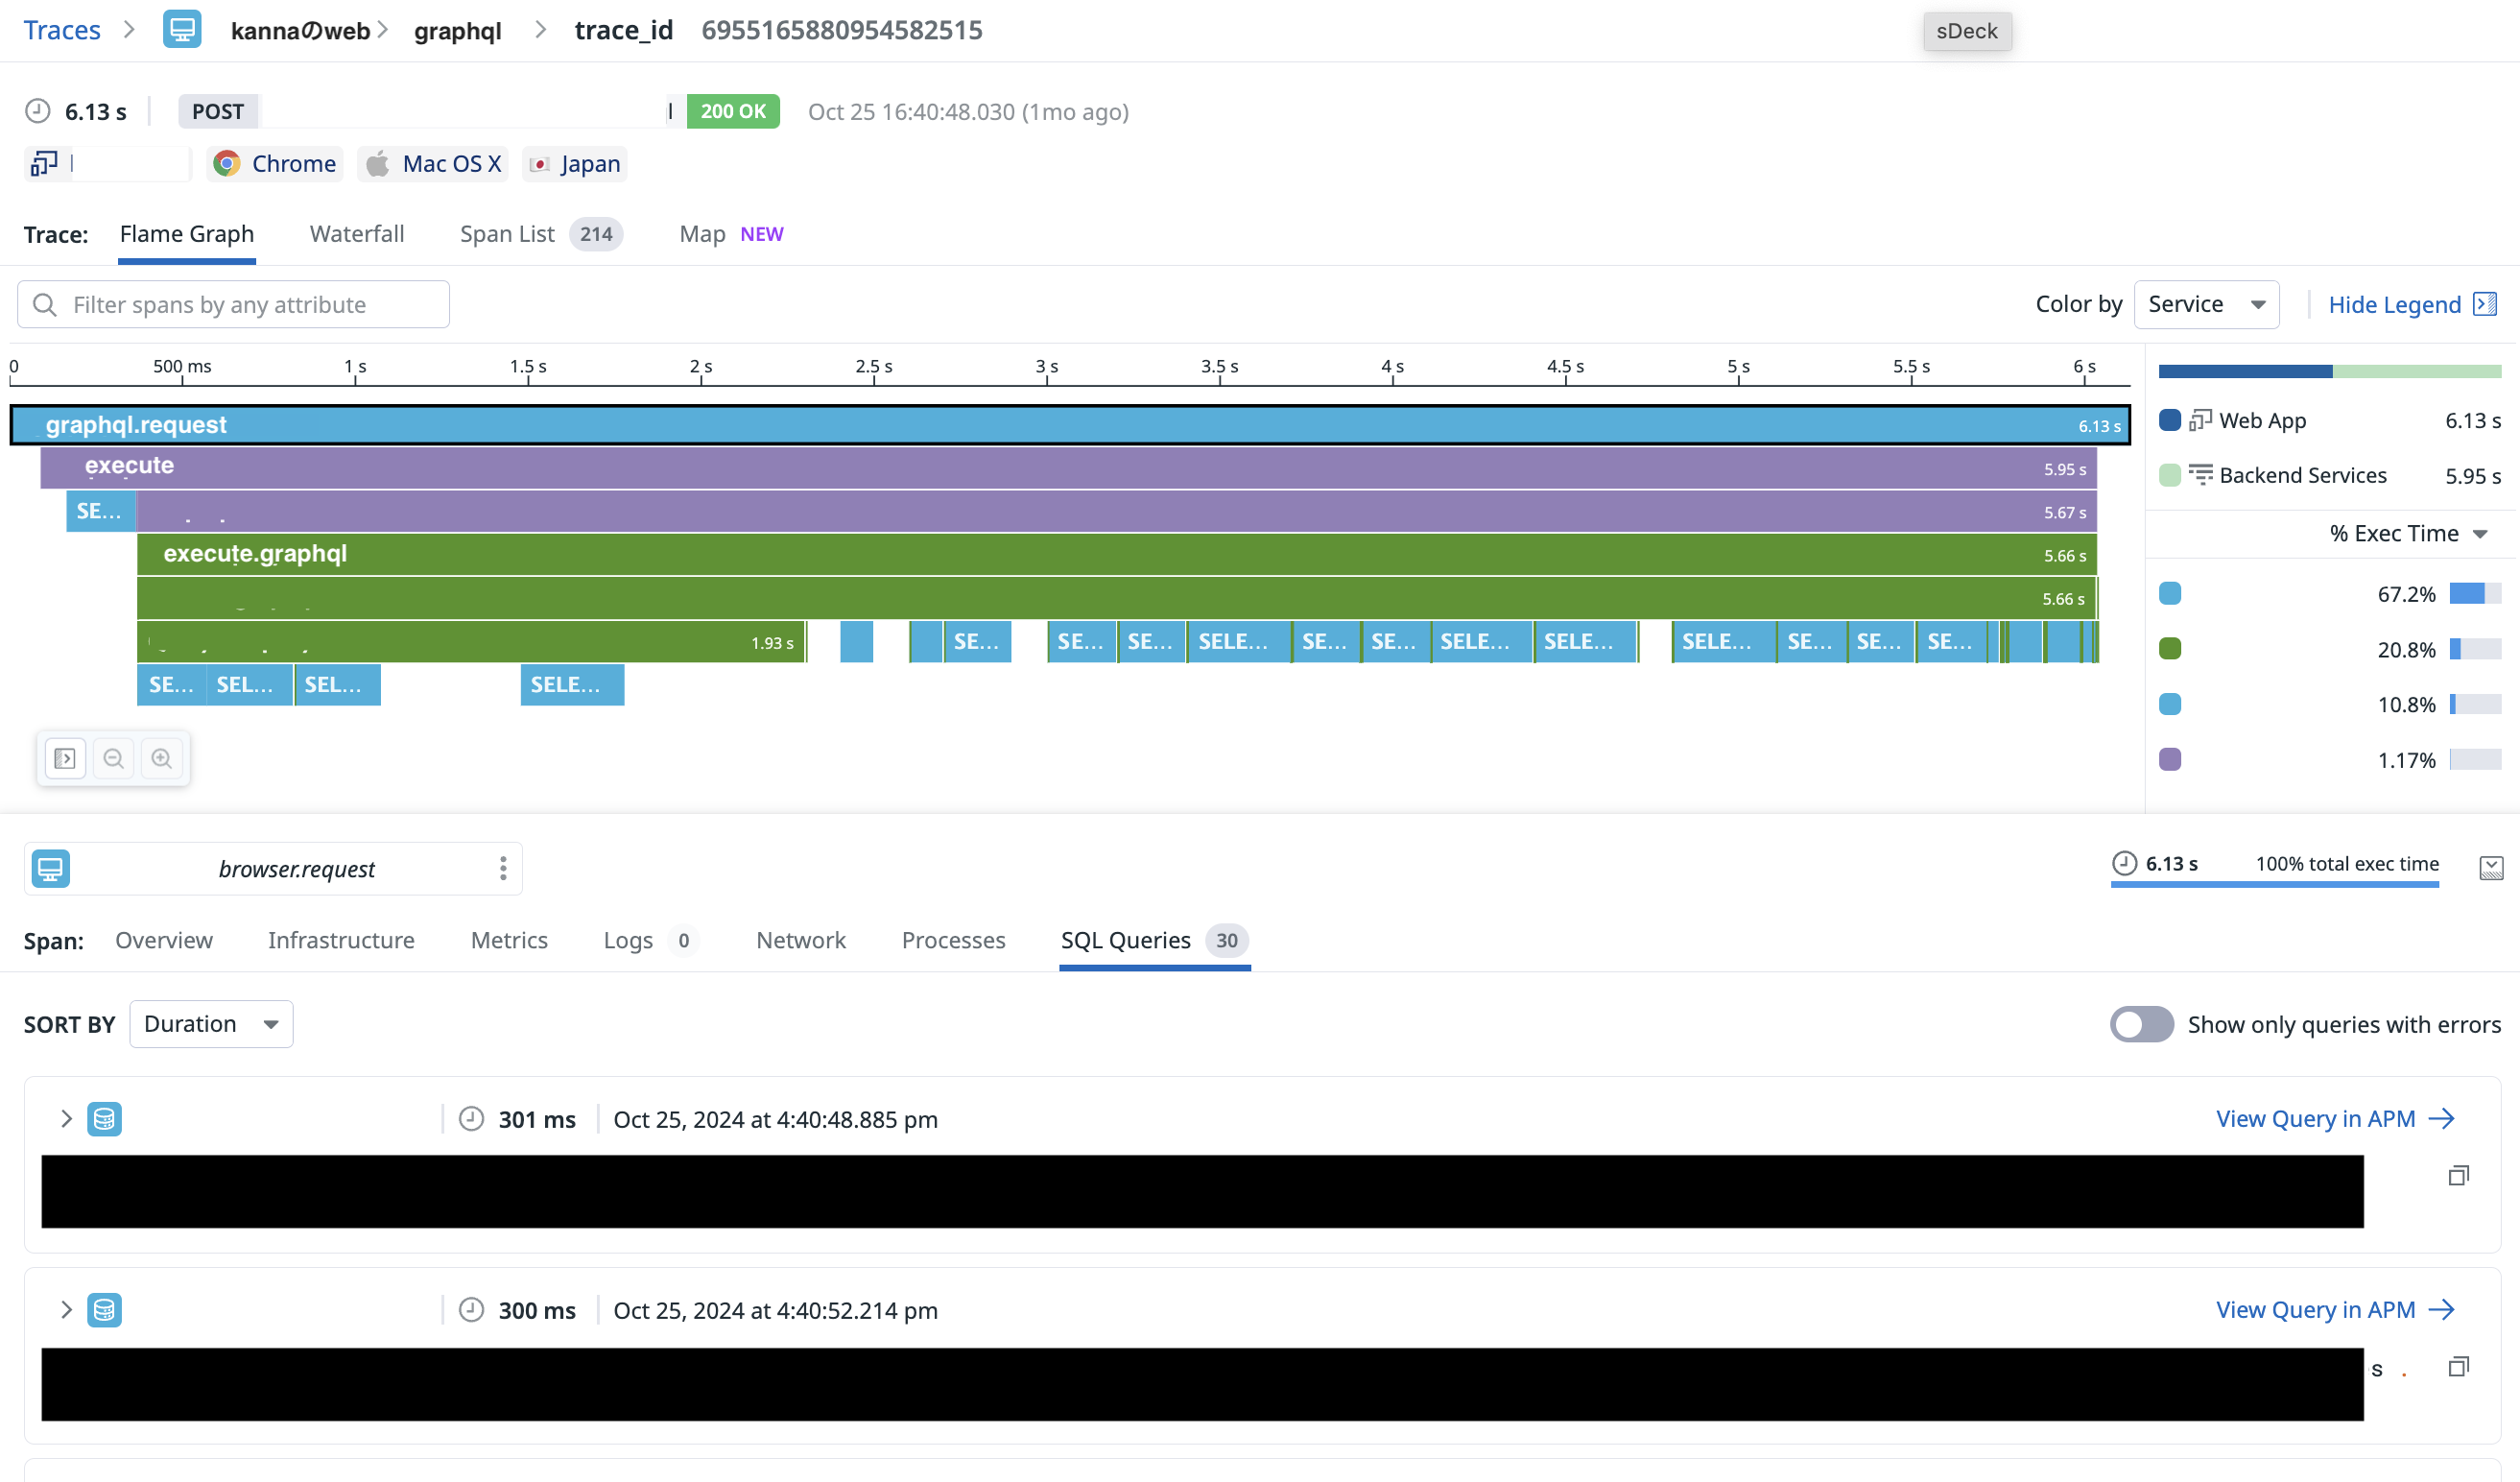 Traces > kannaのweb > graphql > trace_id 6955165880954582515
sDeck
6.13 s POST 200 OK Oct 25 16:40:48.030 (1mo ago)
Chrome Mac OS X Japan
Trace: Flame Graph Waterfall Span List 214 Map NEW
Filter spans by any attribute
Color by Service Hide Legend
0 500 ms 1 s 1.5 s 2 s 2.5 s 3 s 3.5 s 4 s 4.5 s 5 s 5.5 s 6 s
graphql.request 6.13 s
execute 5.95 s
SE... 5.67 s
execute.graphql 5.66 s
5.66 s
1.93 s SE... SE... SE... SELE... SE... SE... SELE... SELE... SELE... SE... SE... SE...
SE... SEL... SEL... SELE...
Web App 6.13 s
Backend Services 5.95 s
% Exec Time
67.2%
20.8%
10.8%
1.17%
browser.request
6.13 s 100% total exec time
Span: Overview Infrastructure Metrics Logs 0 Network Processes SQL Queries 30
SORT BY Duration
Show only queries with errors
301 ms Oct 25, 2024 at 4:40:48.885 pm View Query in APM →
300 ms Oct 25, 2024 at 4:40:52.214 pm View Query in APM →
s .